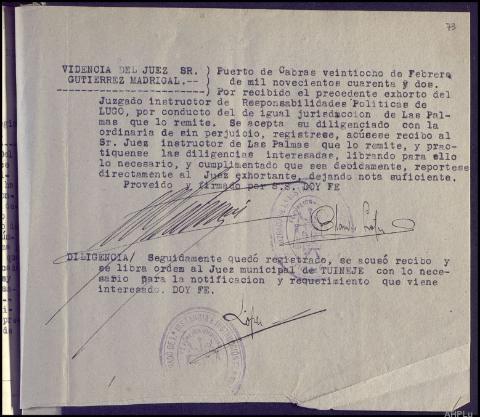 73
VIDENCIA DEL JUEZ SR. ) Puerto de Cabras veintiocho de Febrero
GUTIERREZ MADRIGAL.-- ) de mil novecientos cuarenta y dos.
---------------------) Por recibido el precedente exhorto del
Juzgado instructor de Responsabilidades Politicas de
LUGO, por conducto del de igual jurisdiccion de Las Pal-
mas que lo remite. Se acepta su diligenciado con la
ordinaria de sin perjuicio, registrese, acúsese recibo al
Sr. Juez instructor de Las Palmas que lo remite, y prac-
tiquense las diligencias interesadas, librando para ello
lo necesario, y cumplimentado que sea debidamente, reportese
directamente al Juez exhortante, dejando nota suficiente.
Proveido y firmado por S.S. DOY FE
DILIGENCIA/ Seguidamente quedó registrado, se acusó recibo y
se libra orden al Juez municipal de TUINEJE con lo nece-
sario para la notificacion y requerimiento que viene
interesado. DOY FE.
López
AHPLu